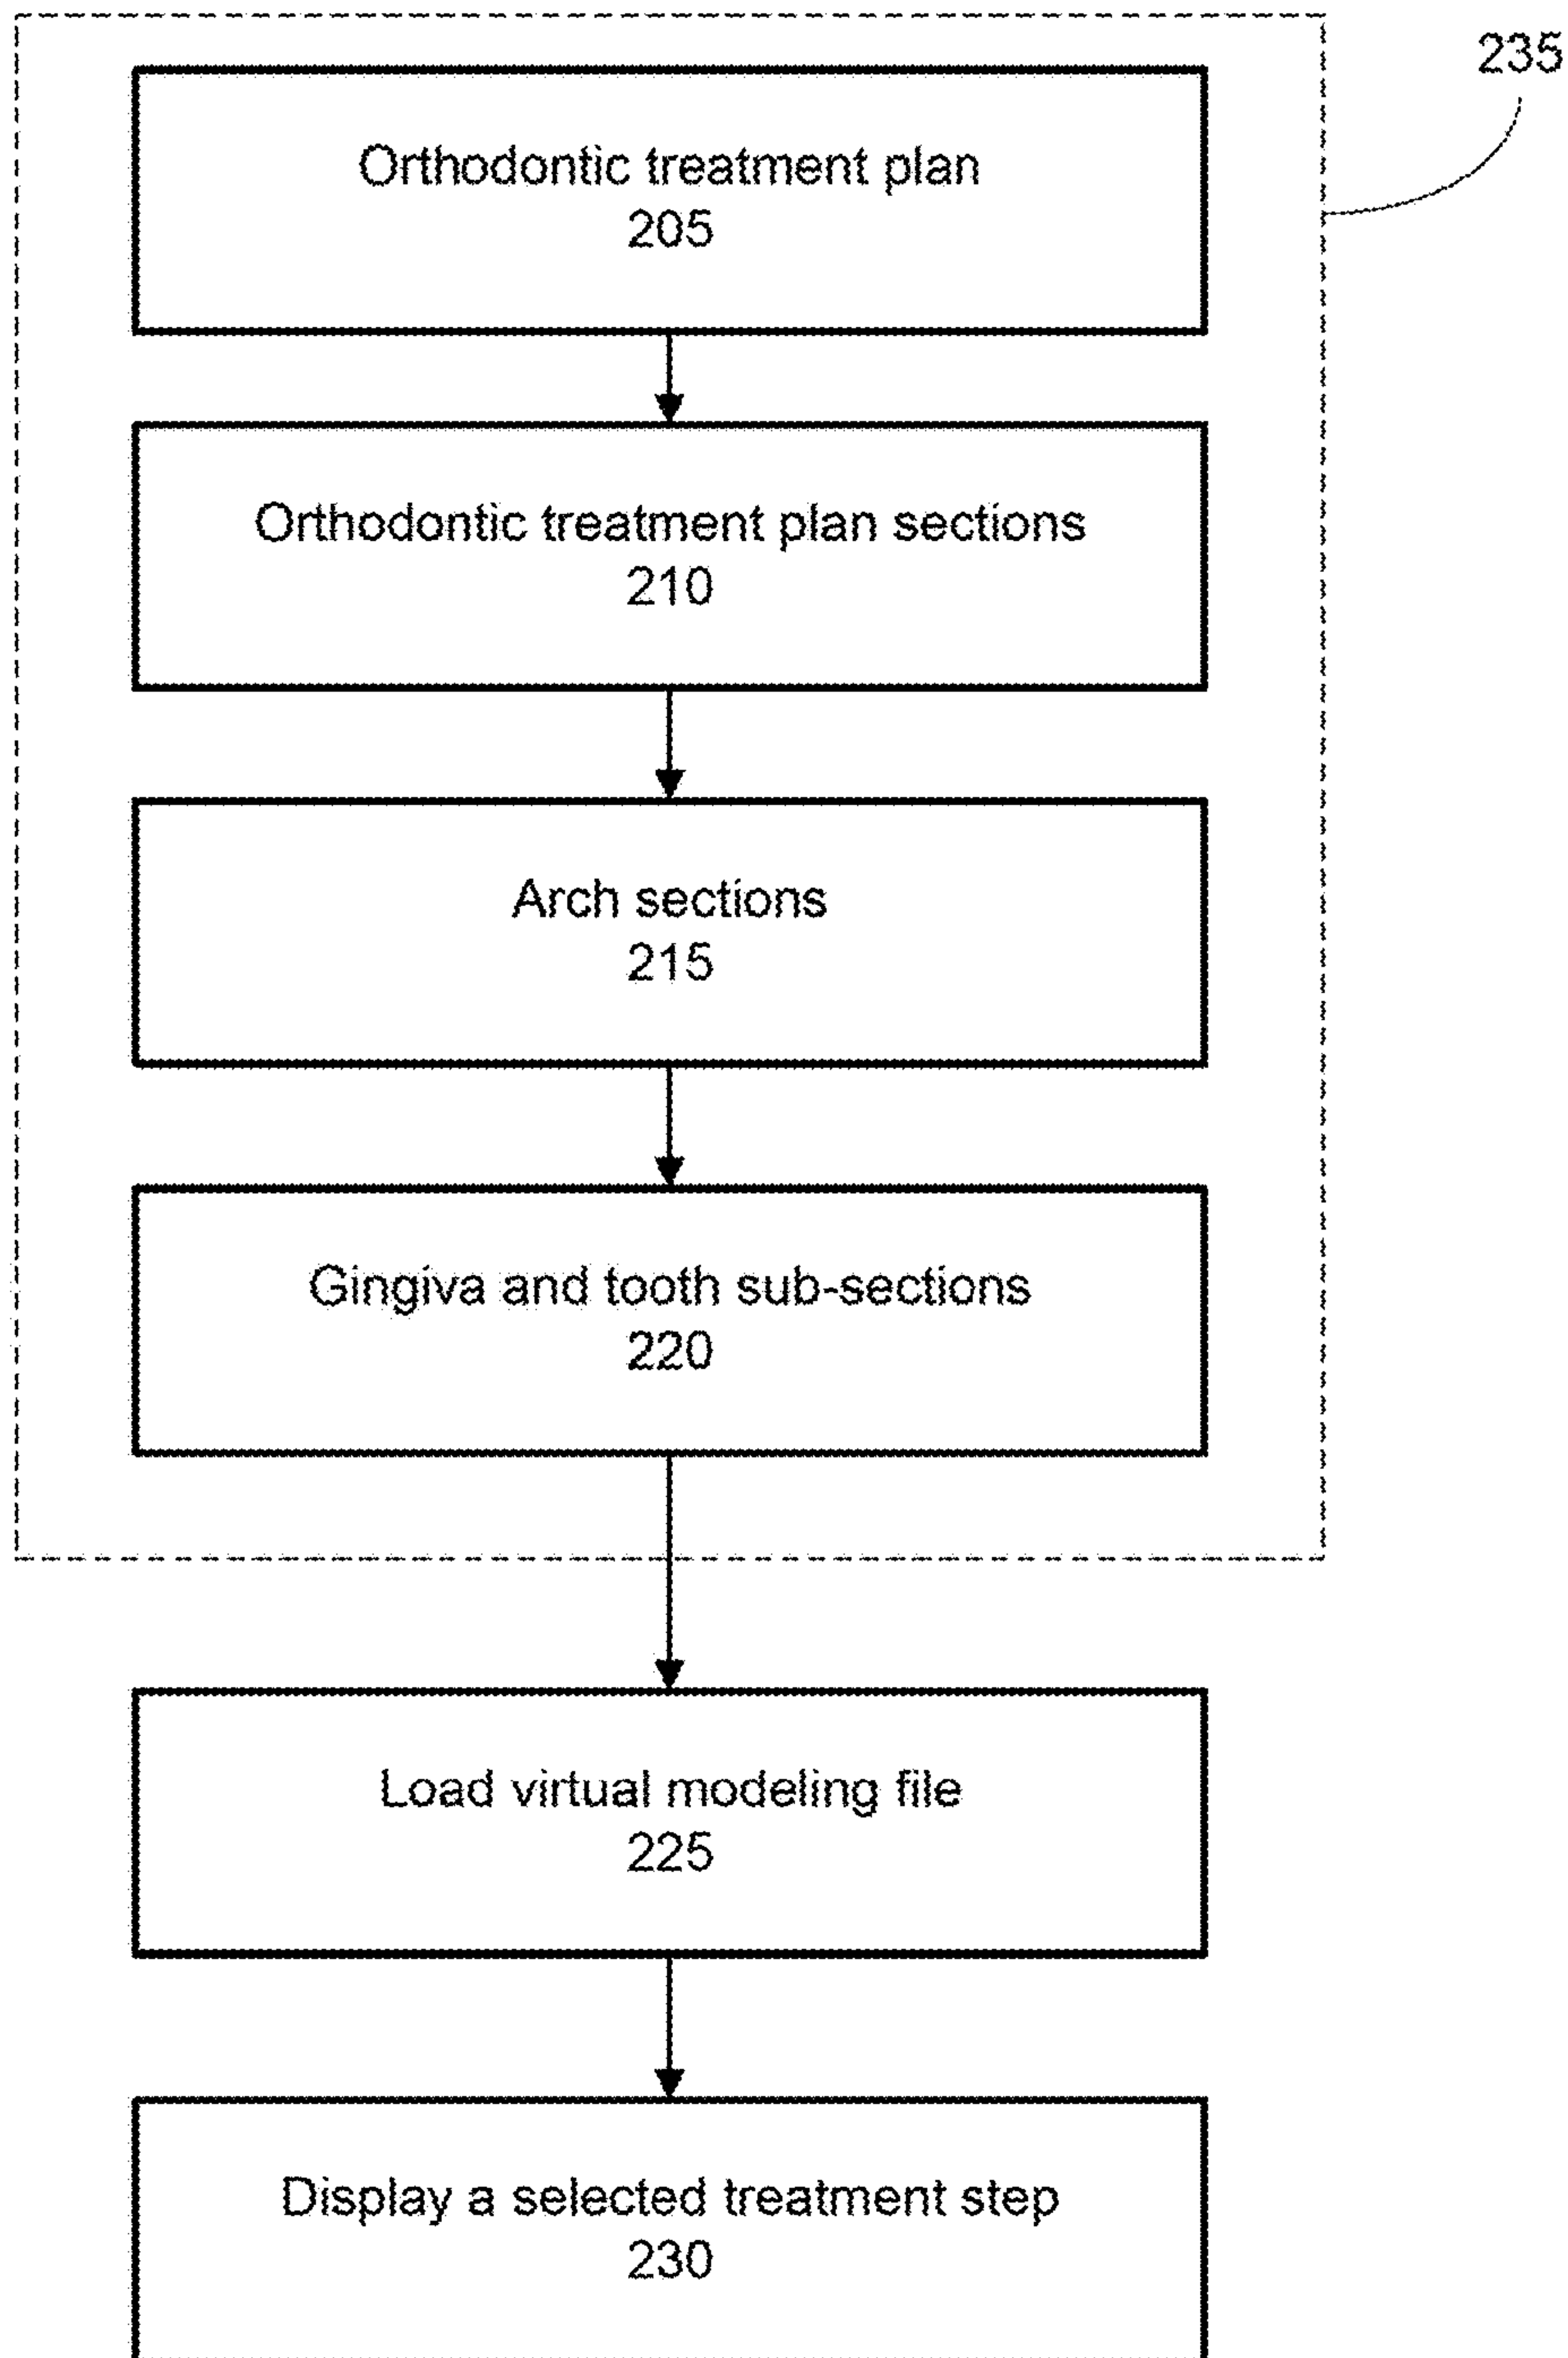 235
Orthodontic treatment plan
205
Orthodontic treatment plan sections
210
Arch sections
215
Gingiva and tooth sub-sections
220
Load virtual modeling file
225
Display a selected treatment step
230